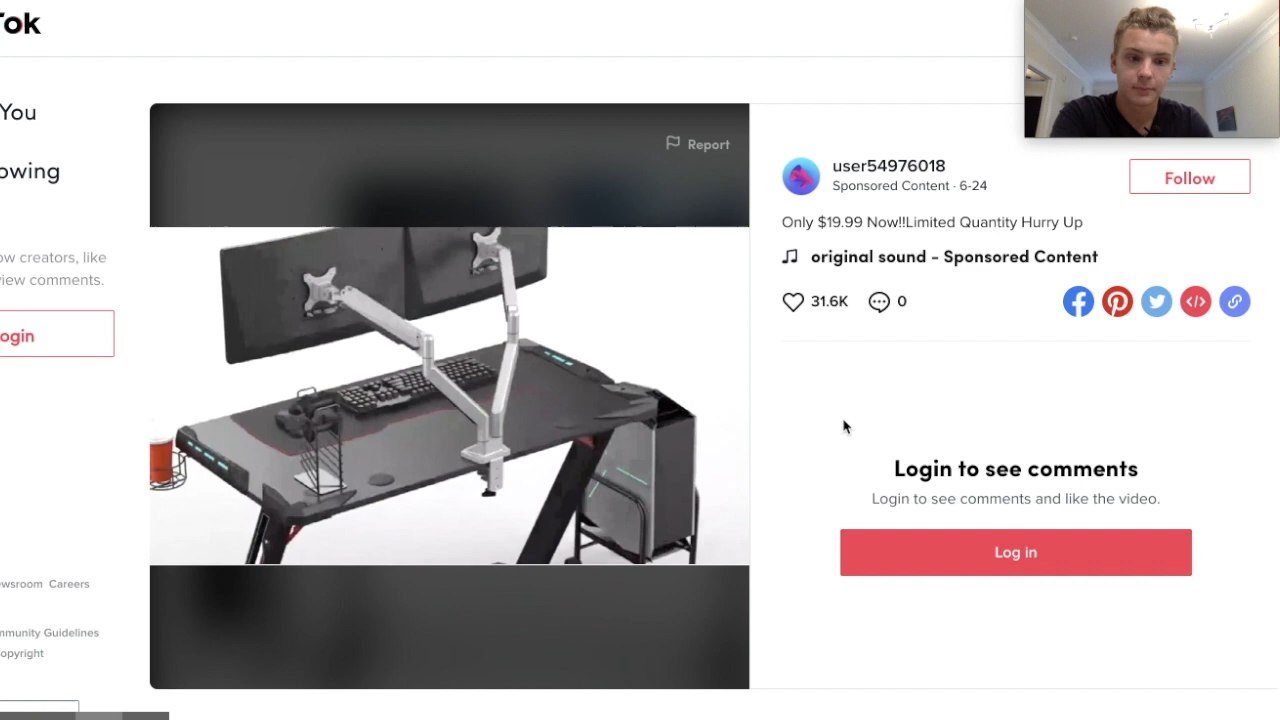 Tok
You
owing
ow creators, like
view comments.
ogin
ewsroom Careers
mmunity Guidelines
opyright
Report
user54976018
Sponsored Content · 6-24
Follow
Only $19.99 Now!!Limited Quantity Hurry Up
original sound - Sponsored Content
31.6K
0
Login to see comments
Login to see comments and like the video.
Log in